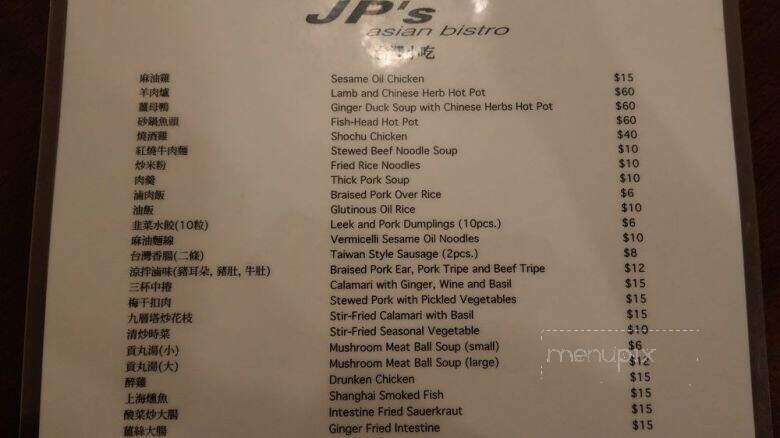 JP's
asian bistro
台灣小吃
麻油雞 Sesame Oil Chicken $15
羊肉爐 Lamb and Chinese Herb Hot Pot $60
薑母鴨 Ginger Duck Soup with Chinese Herbs Hot Pot $60
砂鍋魚頭 Fish-Head Hot Pot $60
燒酒雞 Shochu Chicken $40
紅燒牛肉麵 Stewed Beef Noodle Soup $10
炒米粉 Fried Rice Noodles $10
肉羹 Thick Pork Soup $10
滷肉飯 Braised Pork Over Rice $6
油飯 Glutinous Oil Rice $10
韭菜水餃(10粒) Leek and Pork Dumplings (10pcs.) $6
麻油麵線 Vermicelli Sesame Oil Noodles $10
台灣香腸(二條) Taiwan Style Sausage (2pcs.) $8
涼拌滷味(豬耳朵, 豬肚, 牛肚) Braised Pork Ear, Pork Tripe and Beef Tripe $12
三杯中捲 Calamari with Ginger, Wine and Basil $15
梅干扣肉 Stewed Pork with Pickled Vegetables $15
九層塔炒花枝 Stir-Fried Calamari with Basil $15
清炒時菜 Stir-Fried Seasonal Vegetable $10
貢丸湯(小) Mushroom Meat Ball Soup (small) $6
貢丸湯(大) Mushroom Meat Ball Soup (large) $12
醉雞 Drunken Chicken $15
上海燻魚 Shanghai Smoked Fish $15
酸菜炒大腸 Intestine Fried Sauerkraut $15
薑絲大腸 Ginger Fried Intestine $15
menupix